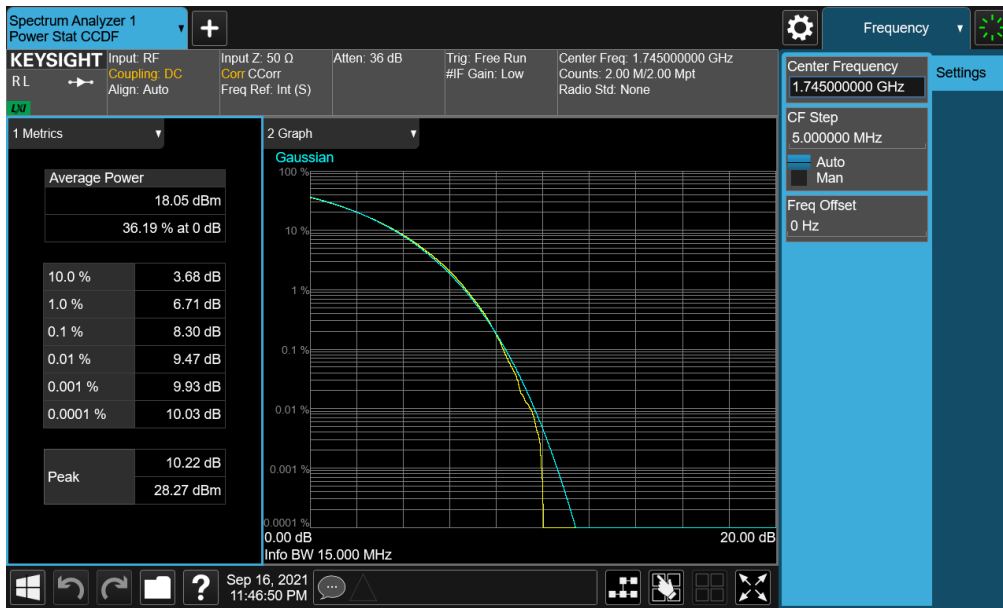 Spectrum Analyzer 1
Power Stat CCDF
Frequency
KEYSIGHT
RL
LXI
Input: RF
Coupling: DC
Align: Auto
Input Z: 50 Ω
Corr CCorr
Freq Ref: Int (S)
Atten: 36 dB
Trig: Free Run
#IF Gain: Low
Center Freq: 1.745000000 GHz
Counts: 2.00 M/2.00 Mpt
Radio Std: None
Center Frequency
1.745000000 GHz
Settings
CF Step
5.000000 MHz
Auto
Man
Freq Offset
0 Hz
1 Metrics
Average Power
18.05 dBm
36.19 % at 0 dB
10.0 % 3.68 dB
1.0 % 6.71 dB
0.1 % 8.30 dB
0.01 % 9.47 dB
0.001 % 9.93 dB
0.0001 % 10.03 dB
Peak
10.22 dB
28.27 dBm
2 Graph
Gaussian
100 %
10 %
1 %
0.1 %
0.01 %
0.001 %
0.0001 %
0.00 dB 20.00 dB
Info BW 15.000 MHz
?
Sep 16, 2021
11:46:50 PM